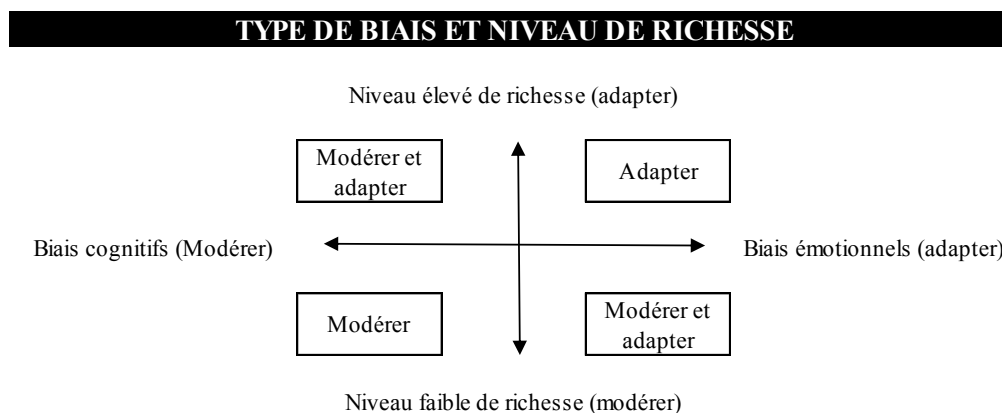 TYPE DE BIAIS ET NIVEAU DE RICHESSE
Niveau élevé de richesse (adapter)
Modérer et
adapter
Adapter
Biais cognitifs (Modérer)
Biais émotionnels (adapter)
Modérer
Modérer et
adapter
Niveau faible de richesse (modérer)